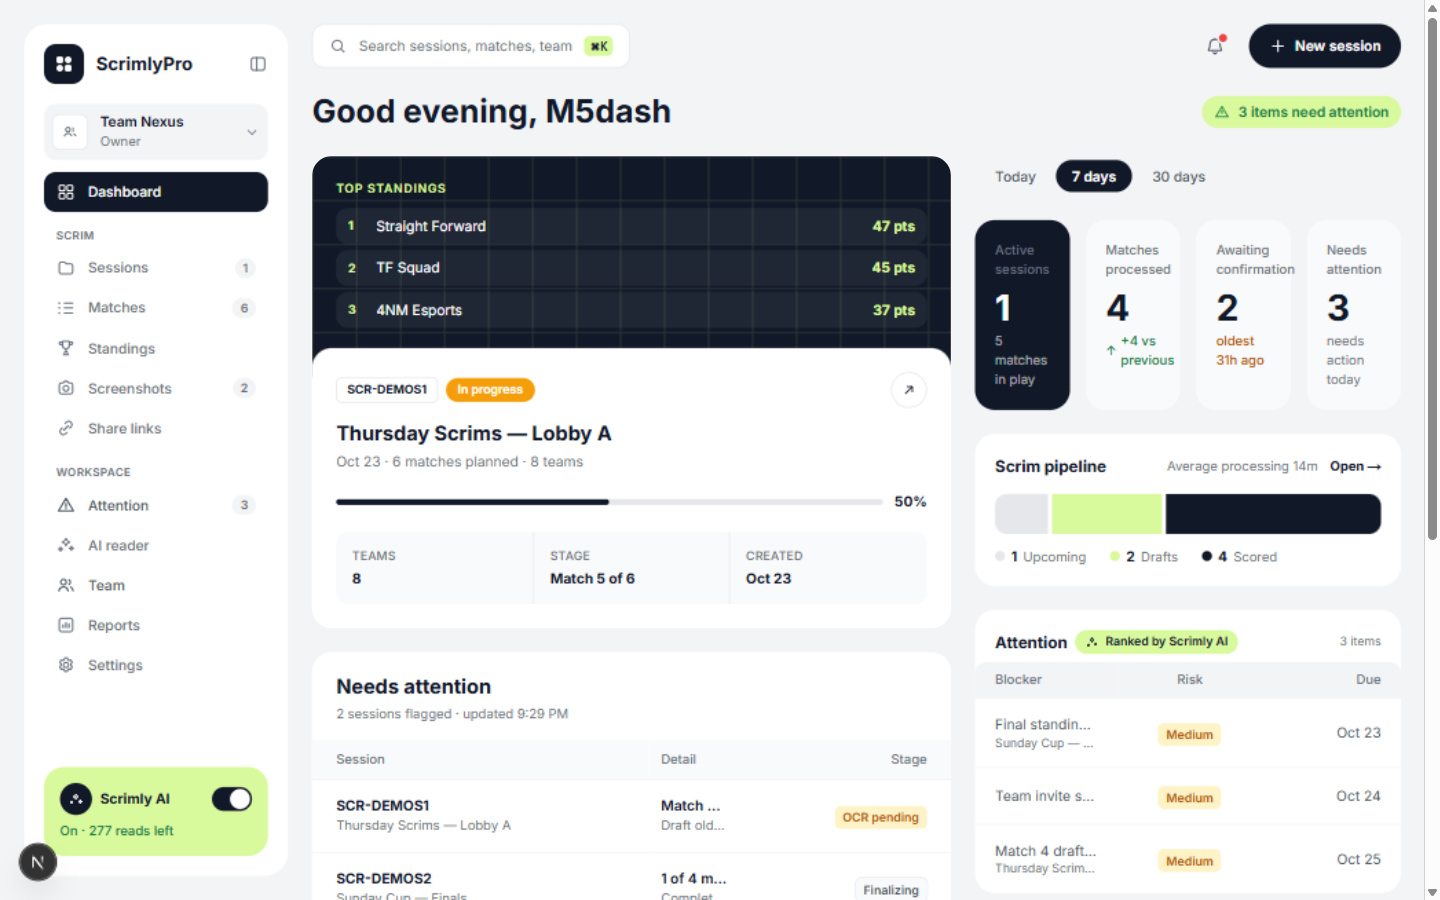 ScrimlyPro
Team Nexus
Owner
Dashboard
SCRIM
Sessions 1
Matches 6
Standings
Screenshots 2
Share links
WORKSPACE
Attention 3
AI reader
Team
Reports
Settings
Scrimly AI
On · 277 reads left
N
Search sessions, matches, team ⌘K
New session
Good evening, M5dash
3 items need attention
TOP STANDINGS
1 Straight Forward 47 pts
2 TF Squad 45 pts
3 4NM Esports 37 pts
SCR-DEMOS1 In progress
Thursday Scrims — Lobby A
Oct 23 · 6 matches planned · 8 teams
50%
TEAMS STAGE CREATED
8 Match 5 of 6 Oct 23
Needs attention
2 sessions flagged · updated 9:29 PM
Session Detail Stage
SCR-DEMOS1 Match ...
Thursday Scrims — Lobby A Draft old... OCR pending
SCR-DEMOS2 1 of 4 m...
Sunday Cup — Finals Complet Finalizing
Today 7 days 30 days
Active
sessions
1
5
matches
in play
Matches
processed
4
+4 vs
previous
Awaiting
confirmation
2
oldest
31h ago
Needs
attention
3
needs
action
today
Scrim pipeline Average processing 14m Open →
1 Upcoming 2 Drafts 4 Scored
Attention Ranked by Scrimly AI 3 items
Blocker Risk Due
Final standin...
Sunday Cup — ... Medium Oct 23
Team invite s... Medium Oct 24
Match 4 draft...
Thursday Scrim... Medium Oct 25